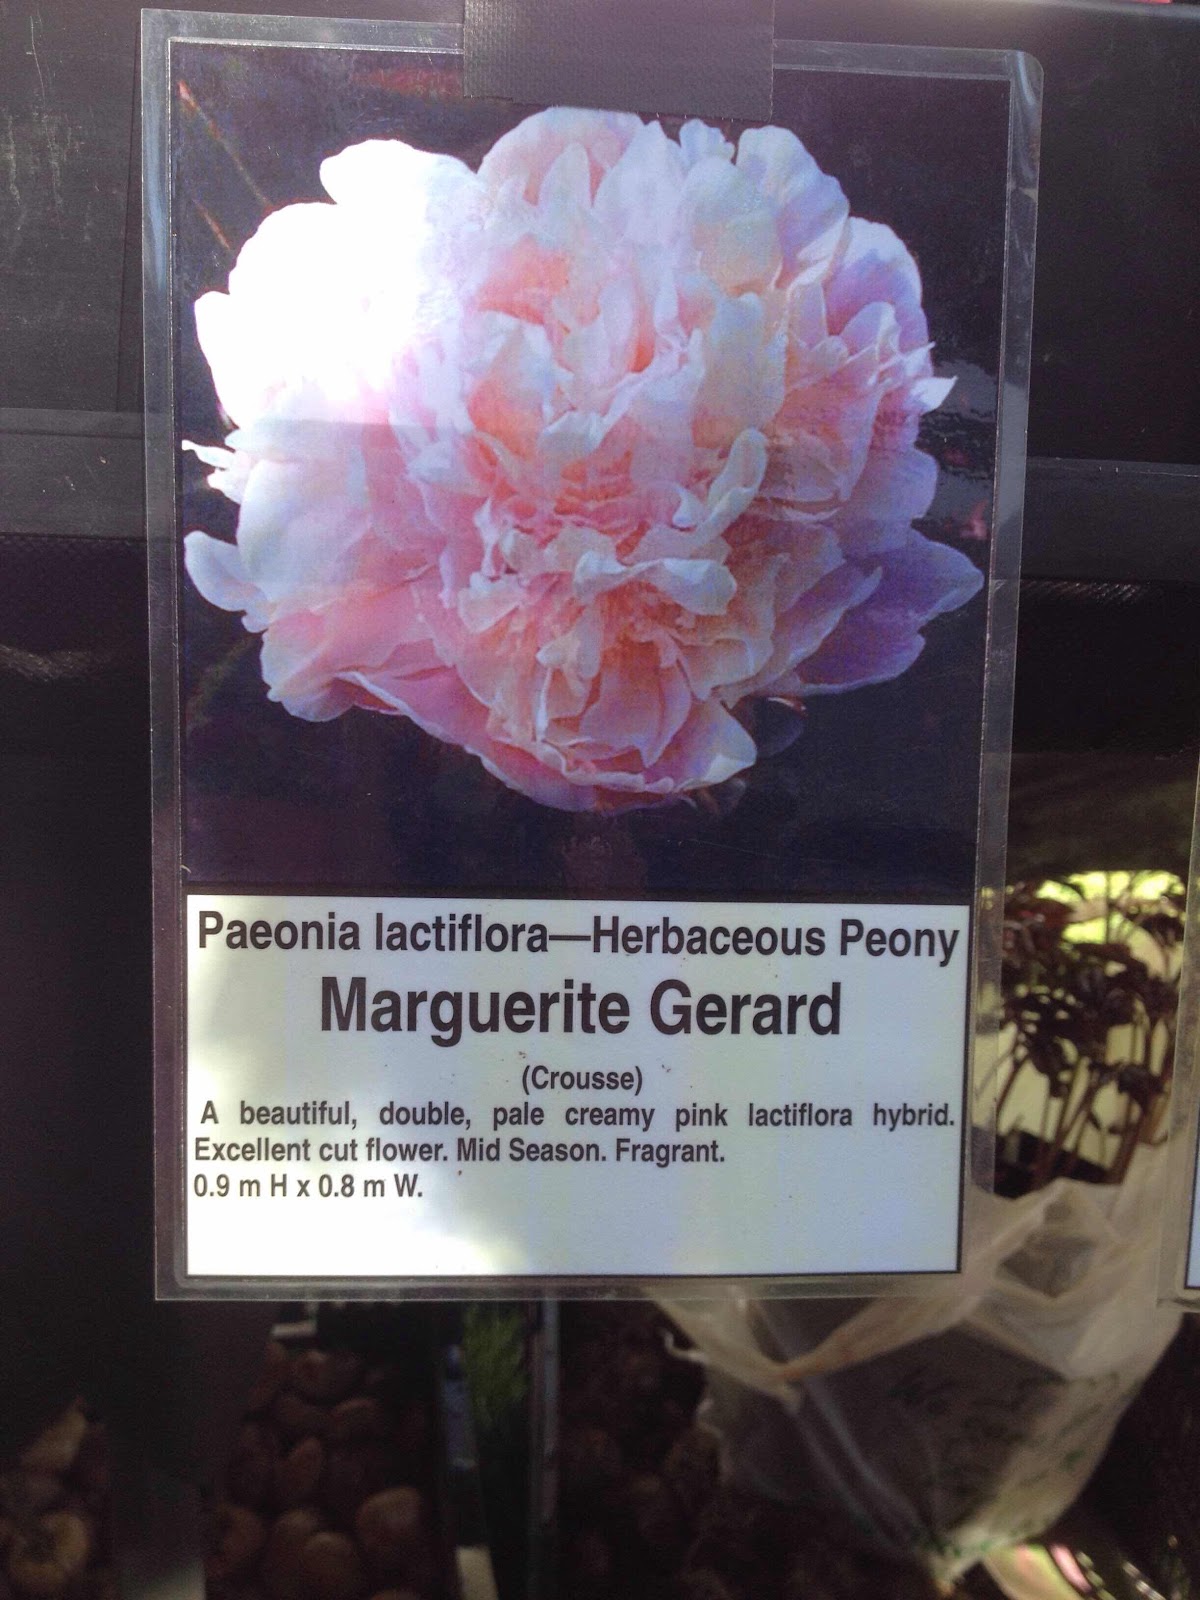 Paeonia lactiflora—Herbaceous Peony
Marguerite Gerard
(Crousse)
A beautiful, double, pale creamy pink lactiflora hybrid.
Excellent cut flower. Mid Season. Fragrant.
0.9 m H x 0.8 m W.